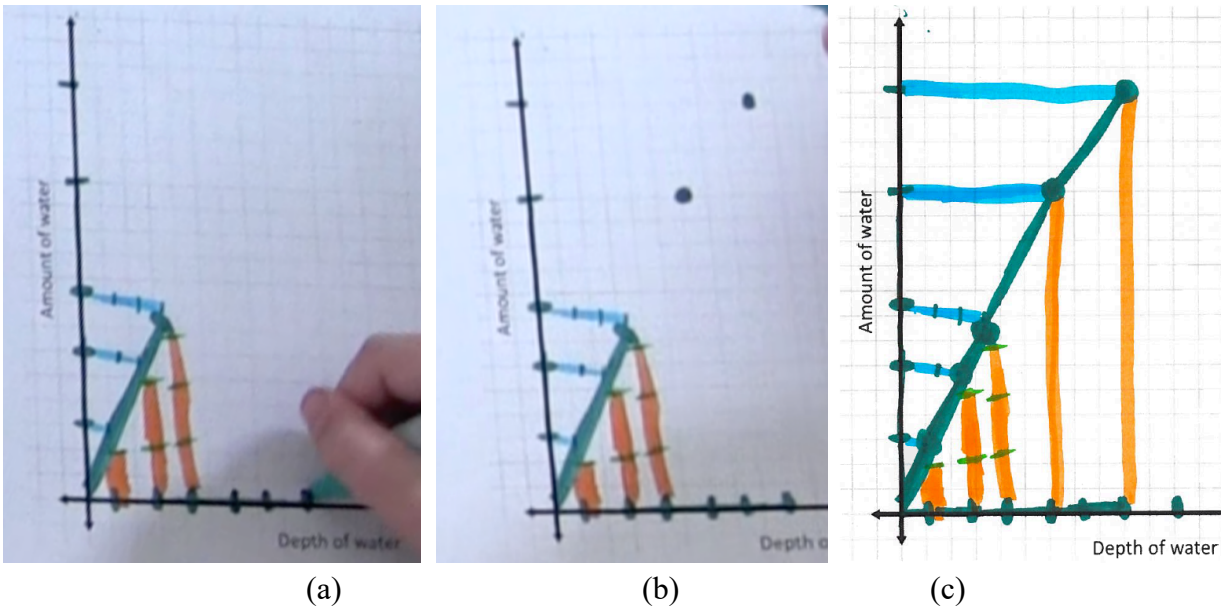 Amount of water
Depth of water
Amount of water
Depth o
Amount of water
Depth of water
(a)
(b)
(c)